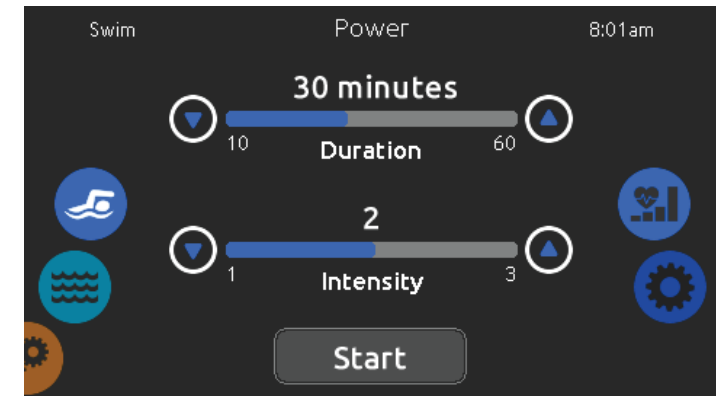 Swim Power 8:01am
30 minutes
10 Duration 60
2
1 Intensity 3
Start